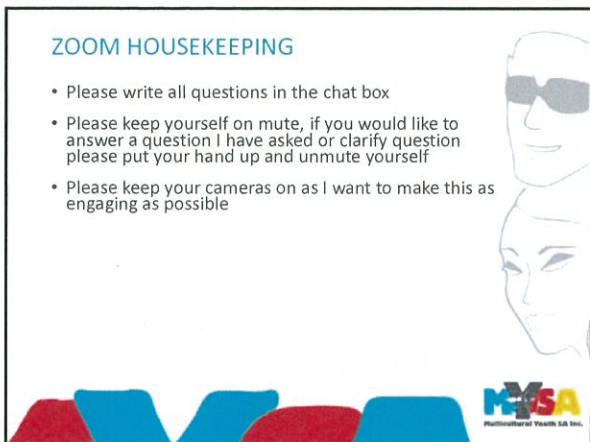 ZOOM HOUSEKEEPING
• Please write all questions in the chat box
• Please keep yourself on mute, if you would like to
answer a question I have asked or clarify question
please put your hand up and unmute yourself
• Please keep your cameras on as I want to make this as
engaging as possible
MYSA
Multicultural Youth SA Inc.